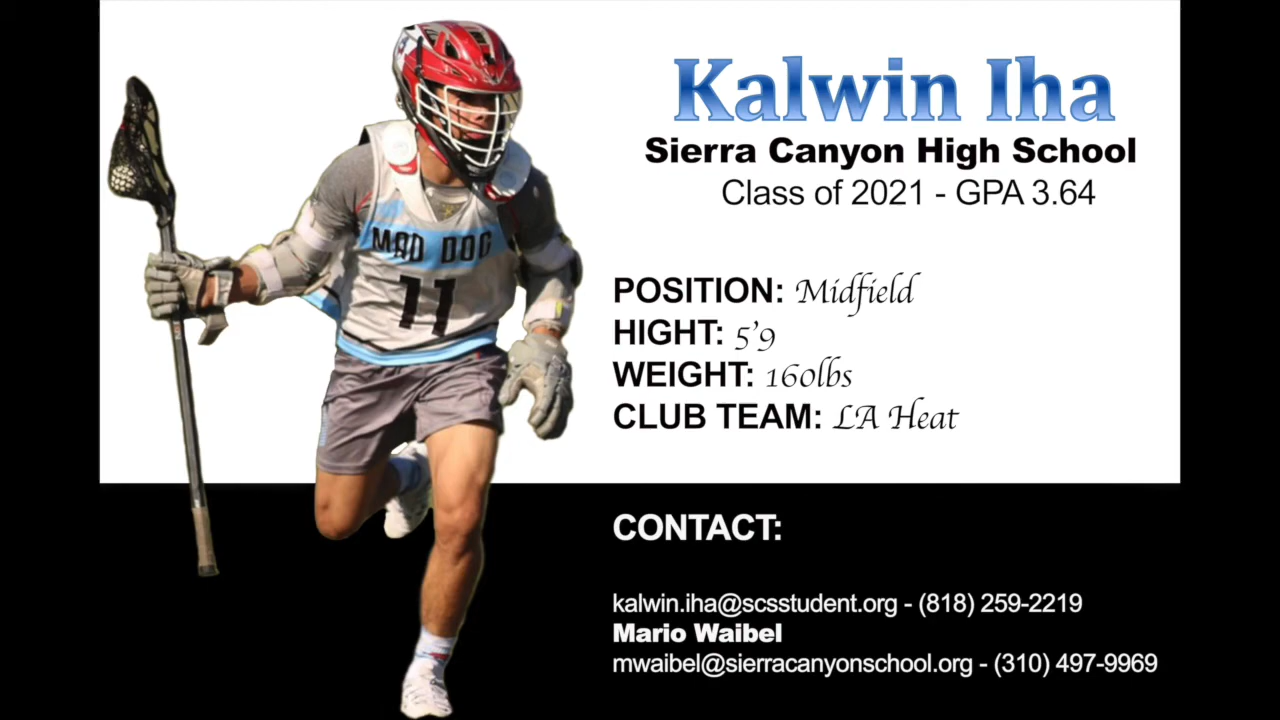 Kalwin Iha
Sierra Canyon High School
Class of 2021 - GPA 3.64
MAD DOG
11
POSITION: Midfield
HIGHT: 5'9
WEIGHT: 160lbs
CLUB TEAM: LA Heat
CONTACT:
kalwin.iha@scsstudent.org - (818) 259-2219
Mario Waibel
mwaibel@sierracanyonschool.org - (310) 497-9969